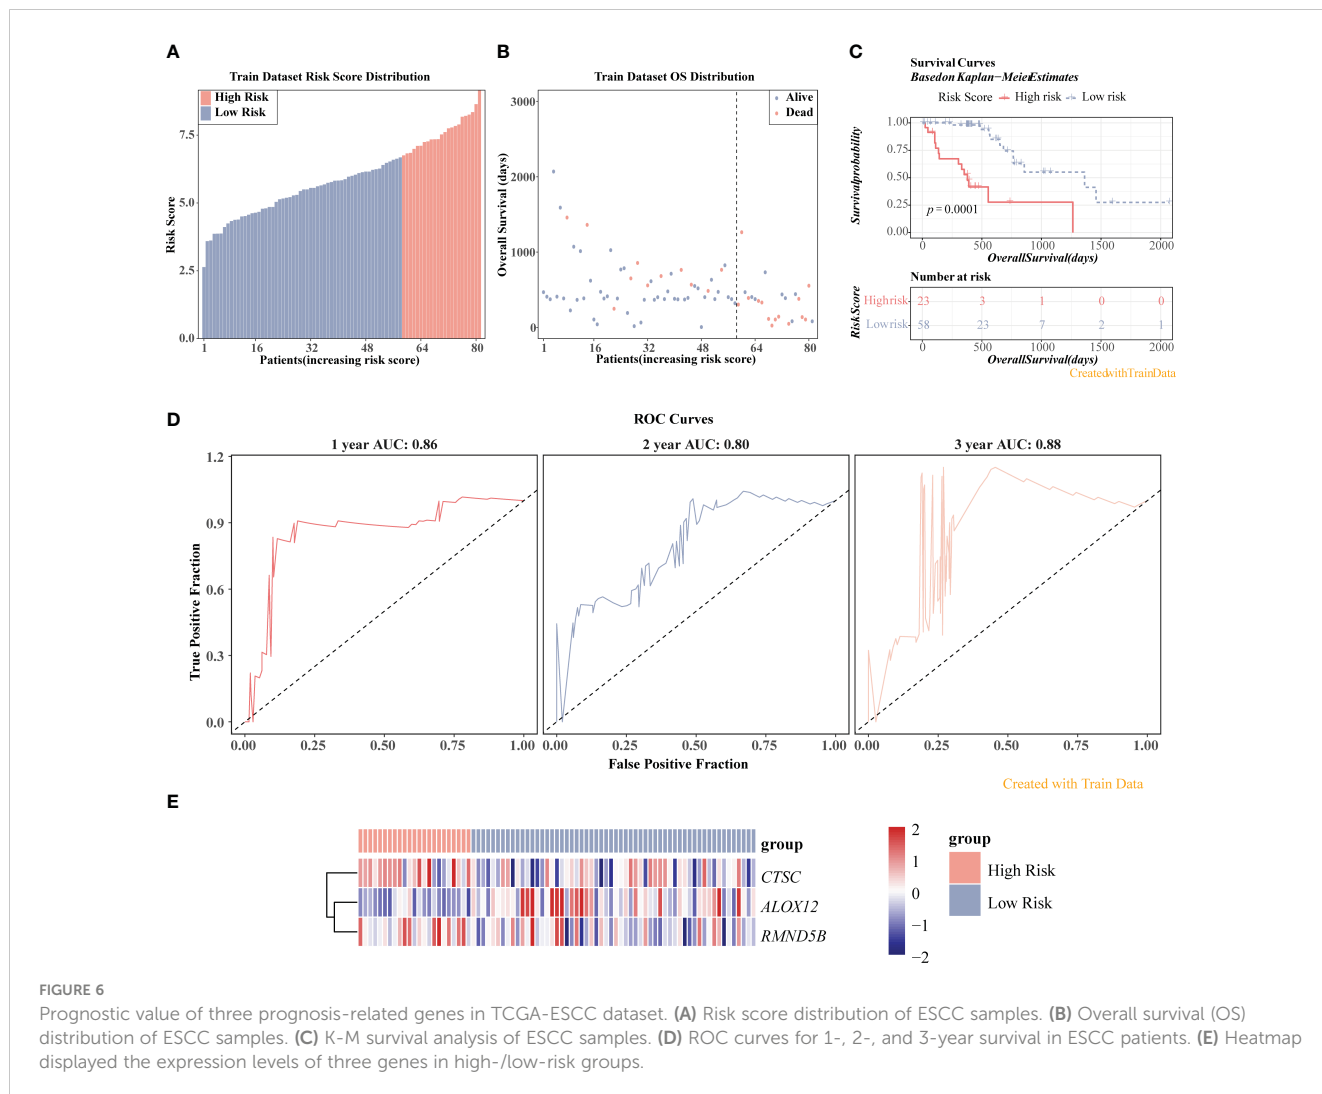 A
Train Dataset Risk Score Distribution
High Risk
Low Risk
Risk Score
7.5
5.0
2.5
0.0
1 16 32 48 64 80
Patients(increasing risk score)
B
Train Dataset OS Distribution
Alive
Dead
Overall Survival (days)
3000
2000
1000
0
1 16 32 48 64 80
Patients(increasing risk score)
C
Survival Curves
Basedon Kaplan−MeierEstimates
Risk Score High risk Low risk
Survivalprobability
1.00
0.75
0.50
0.25
0.00
p = 0.0001
0 500 1000 1500 2000
OverallSurvival(days)
Number at risk
RiskScore
Highrisk 23 3 1 0 0
Lowrisk 58 23 7 2 1
0 500 1000 1500 2000
OverallSurvival(days)
CreatedwithTrainData
D
ROC Curves
1 year AUC: 0.86
2 year AUC: 0.80
3 year AUC: 0.88
True Positive Fraction
1.2
0.9
0.6
0.3
0.0
0.00 0.25 0.50 0.75 1.00
0.00 0.25 0.50 0.75 1.00
0.00 0.25 0.50 0.75 1.00
False Positive Fraction
Created with Train Data
E
group
CTSC
ALOX12
RMND5B
2
1
0
−1
−2
group
High Risk
Low Risk
FIGURE 6
Prognostic value of three prognosis-related genes in TCGA-ESCC dataset. (A) Risk score distribution of ESCC samples. (B) Overall survival (OS)
distribution of ESCC samples. (C) K-M survival analysis of ESCC samples. (D) ROC curves for 1-, 2-, and 3-year survival in ESCC patients. (E) Heatmap
displayed the expression levels of three genes in high-/low-risk groups.